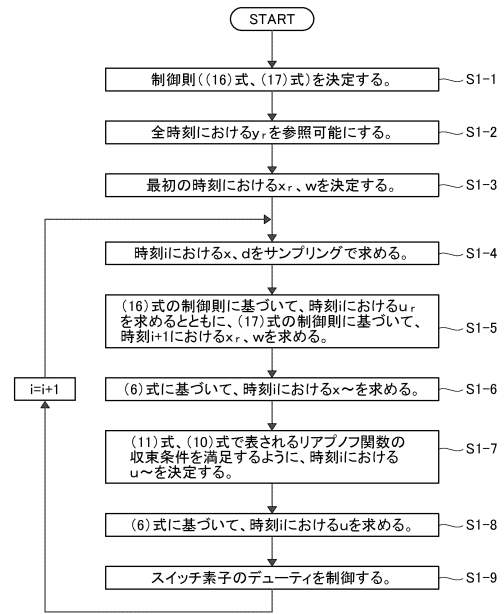 START
制御則((16)式、(17)式)を決定する。
S1-1
全時刻におけるyrを参照可能にする。
S1-2
最初の時刻におけるxr、wを決定する。
S1-3
時刻iにおけるx、dをサンプリングで求める。
S1-4
(16)式の制御則に基づいて、時刻iにおけるur
を求めるとともに、(17)式の制御則に基づいて、
時刻i+1におけるxr、wを求める。
S1-5
i=i+1
(6)式に基づいて、時刻iにおけるx~を求める。
S1-6
(11)式、(10)式で表されるリアプノフ関数の
収束条件を満足するように、時刻iにおける
u~を決定する。
S1-7
(6)式に基づいて、時刻iにおけるuを求める。
S1-8
スイッチ素子のデューティを制御する。
S1-9